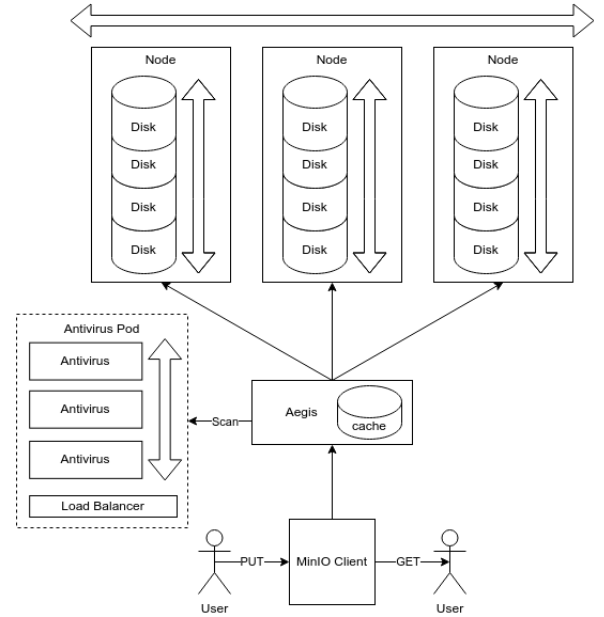 Node
Node
Node
Disk
Disk
Disk
Disk
Disk
Disk
Disk
Disk
Disk
Disk
Disk
Disk
Antivirus Pod
Antivirus
Antivirus
Antivirus
Load Balancer
Scan
Aegis
cache
PUT
MinIO Client
GET
User
User